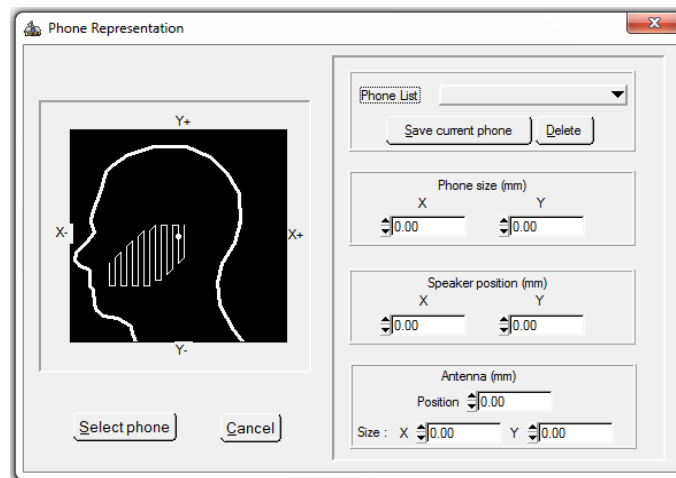 Phone Representation
Y+
X-
X+
Y-
Select phone
Cancel
Phone List
Save current phone
Delete
Phone size (mm)
X
Y
0.00
0.00
Speaker position (mm)
X
Y
0.00
0.00
Antenna (mm)
Position 0.00
Size : X 0.00 Y 0.00